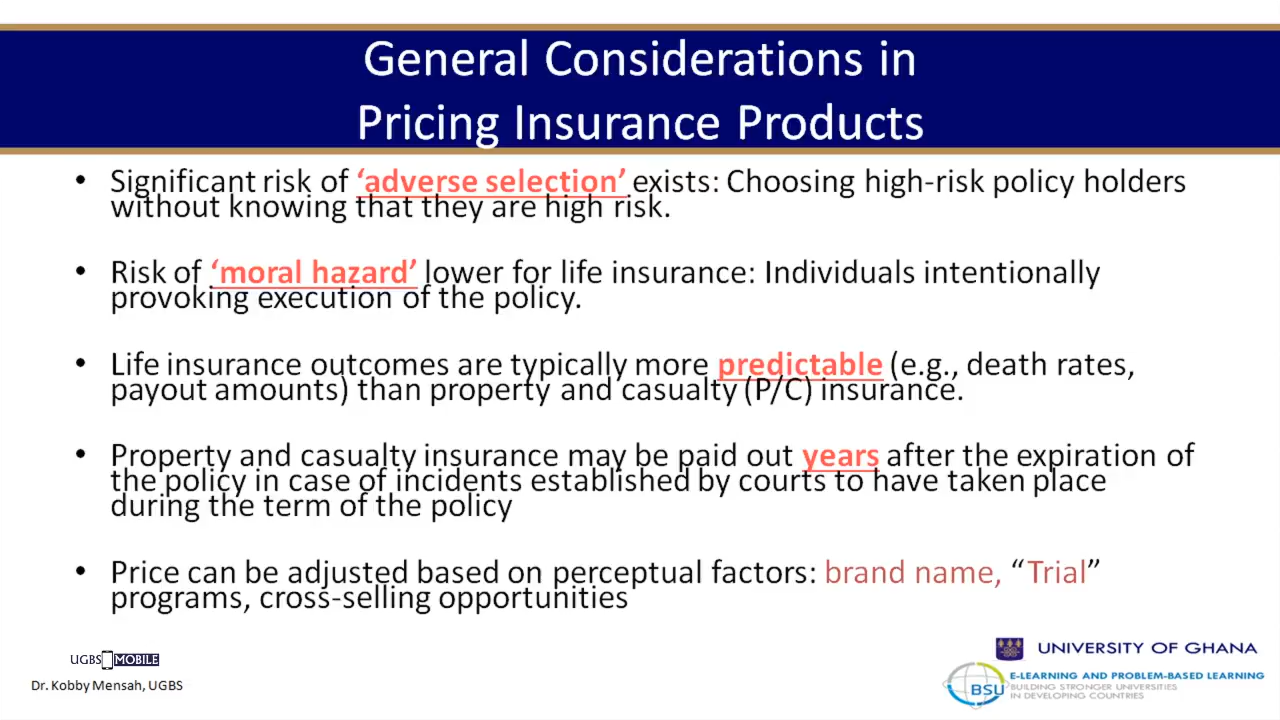 General Considerations in
Pricing Insurance Products
• Significant risk of ‘adverse selection’ exists: Choosing high-risk policy holders
without knowing that they are high risk.
• Risk of ‘moral hazard’ lower for life insurance: Individuals intentionally
provoking execution of the policy.
• Life insurance outcomes are typically more predictable (e.g., death rates,
payout amounts) than property and casualty (P/C) insurance.
• Property and casualty insurance may be paid out years after the expiration of
the policy in case of incidents established by courts to have taken place
during the term of the policy
• Price can be adjusted based on perceptual factors: brand name, “Trial”
programs, cross-selling opportunities
UGBS MOBILE
Dr. Kobby Mensah, UGBS
UNIVERSITY OF GHANA
BSU
E-LEARNING AND PROBLEM-BASED LEARNING
BUILDING STRONGER UNIVERSITIES
IN DEVELOPING COUNTRIES